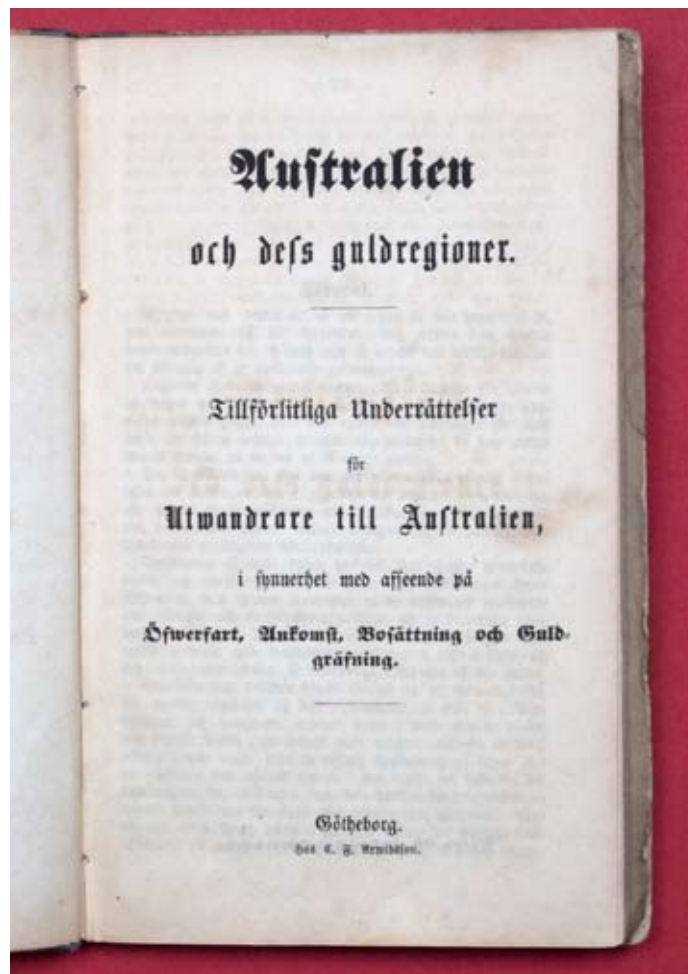 Australien
och dess guldregioner.
Tillförlitliga Underrättelser
för
Utwandrare till Australien,
i synnerhet med afseende på
Öfwerfart, Ankomst, Bosättning och Guld-
gräfning.
Götheborg.
hos C. F. Arwidsson.